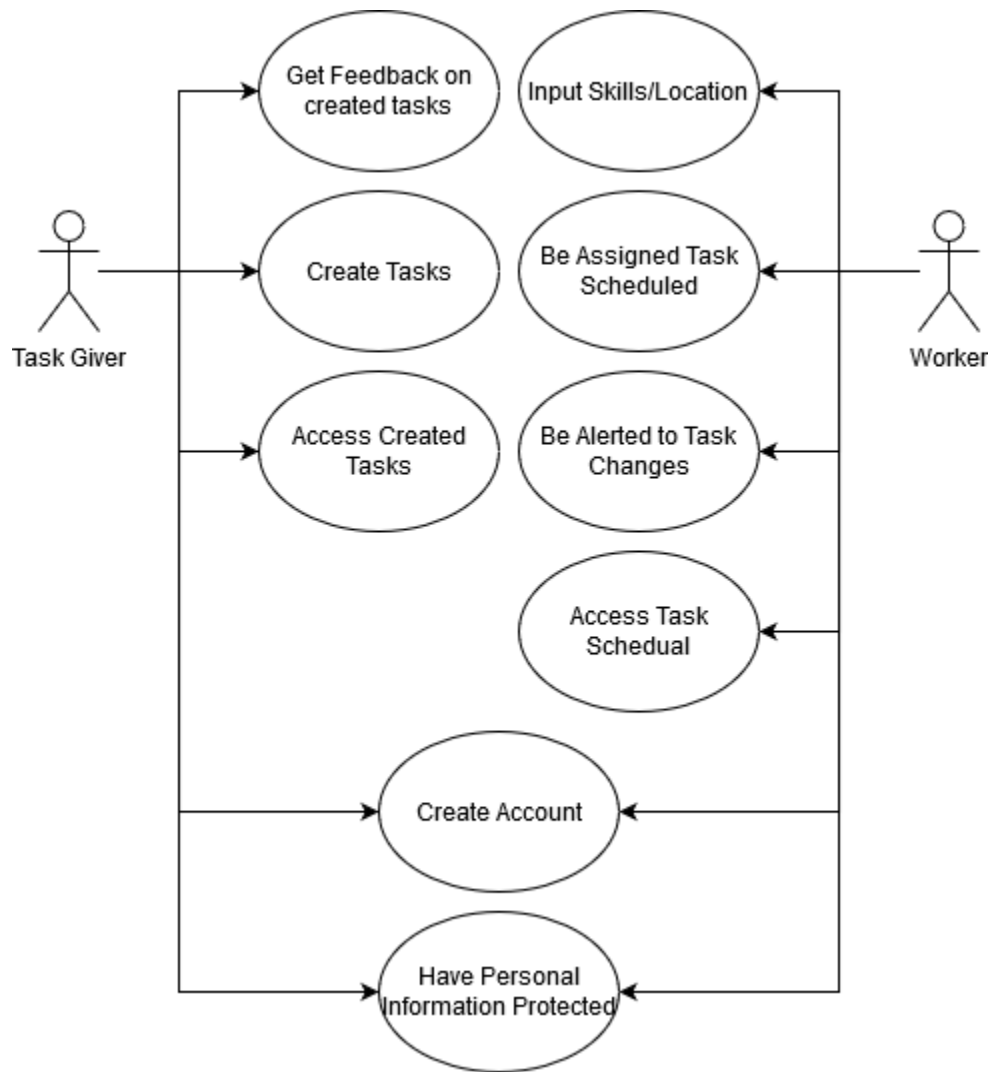 Get Feedback on
created tasks
Input Skills/Location
Task Giver
Create Tasks
Be Assigned Task
Scheduled
Worker
Access Created
Tasks
Be Alerted to Task
Changes
Access Task
Schedual
Create Account
Have Personal
Information Protected